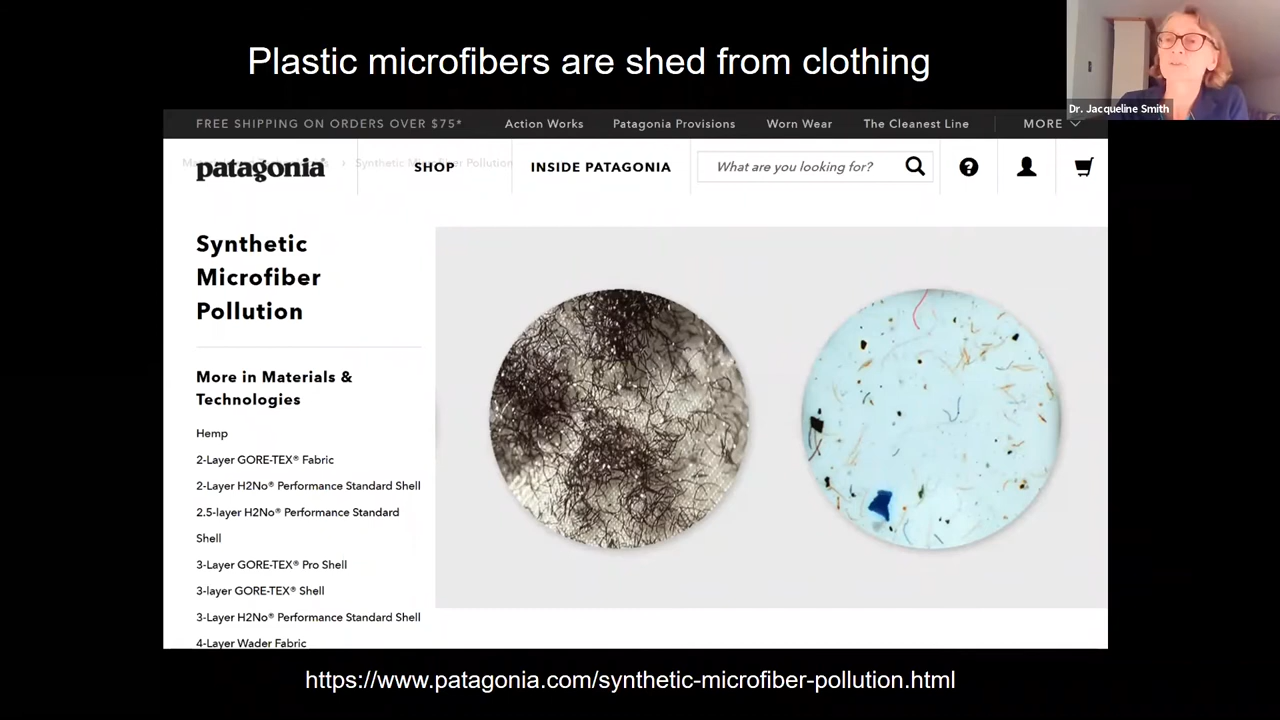 Plastic microfibers are shed from clothing
Dr. Jacqueline Smith
FREE SHIPPING ON ORDERS OVER $75*
Action Works
Patagonia Provisions
Worn Wear
The Cleanest Line
MORE
Synthetic Microfiber Pollution
patagonia
SHOP
INSIDE PATAGONIA
What are you looking for?
Synthetic
Microfiber
Pollution
More in Materials &
Technologies
Hemp
2-Layer GORE-TEX® Fabric
2-Layer H2No® Performance Standard Shell
2.5-layer H2No® Performance Standard
Shell
3-Layer GORE-TEX® Pro Shell
3-layer GORE-TEX® Shell
3-Layer H2No® Performance Standard Shell
4-Layer Wader Fabric
https://www.patagonia.com/synthetic-microfiber-pollution.html